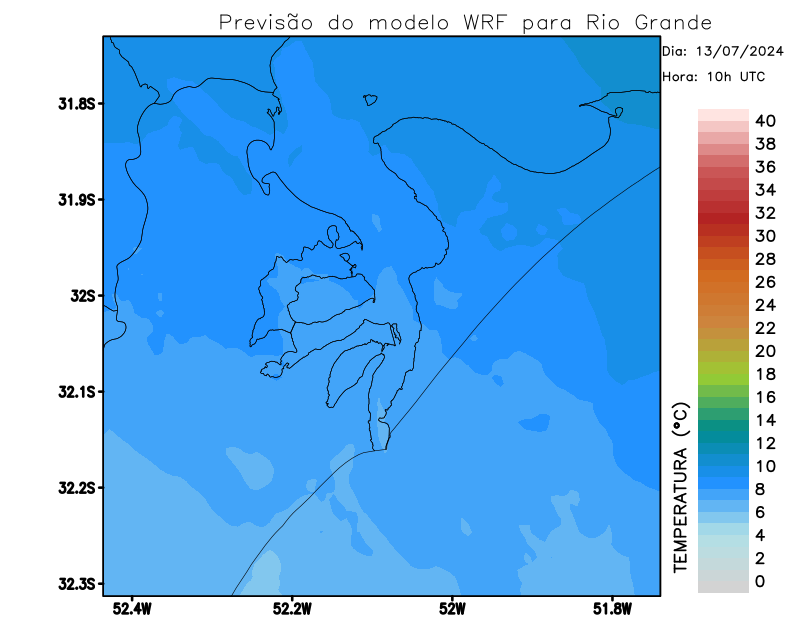 Previsão do modelo WRF para Rio Grande
Dia: 13/07/2024
Hora: 10h UTC
31.8S
31.9S
32S
32.1S
32.2S
32.3S
52.4W
52.2W
52W
51.8W
TEMPERATURA (°C)
40
38
36
34
32
30
28
26
24
22
20
18
16
14
12
10
8
6
4
2
0